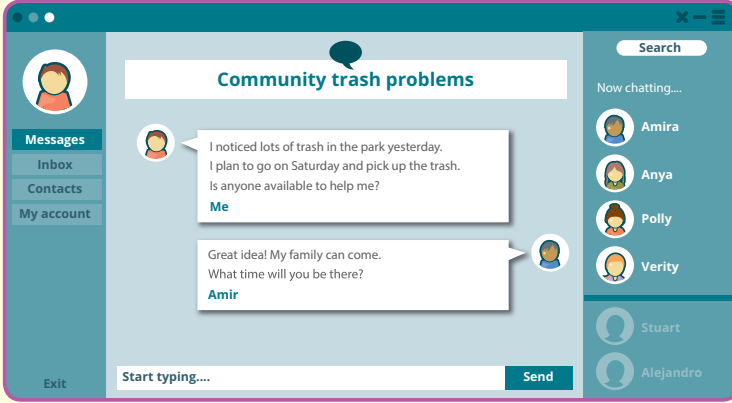 Community trash problems
Messages
Inbox
Contacts
My account
Exit
I noticed lots of trash in the park yesterday.
I plan to go on Saturday and pick up the trash.
Is anyone available to help me?
Me
Great idea! My family can come.
What time will you be there?
Amir
Start typing....
Send
Search
Now chatting....
Amira
Anya
Polly
Verity
Stuart
Alejandro